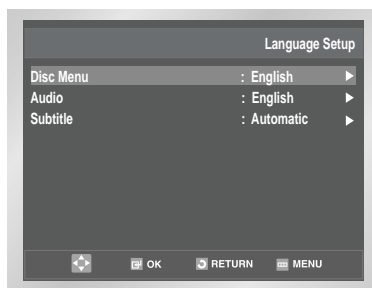 Language Setup
Disc Menu : English ▶
Audio : English ▶
Subtitle : Automatic ▶
OK RETURN MENU